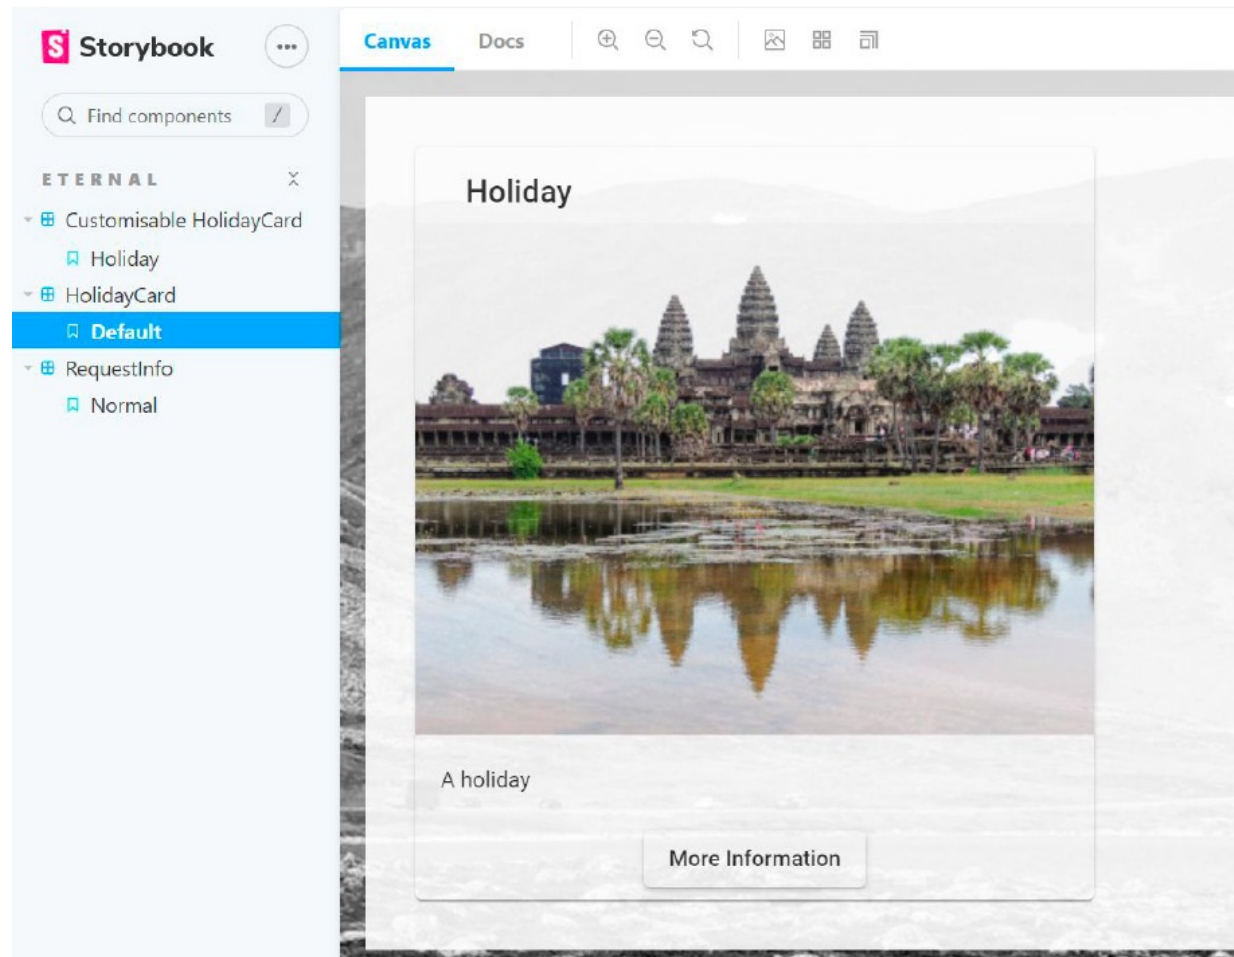 Storybook
Canvas
Docs
Find components
/
ETERNAL
Customisable HolidayCard
Holiday
HolidayCard
Default
RequestInfo
Normal
Holiday
A holiday
More Information